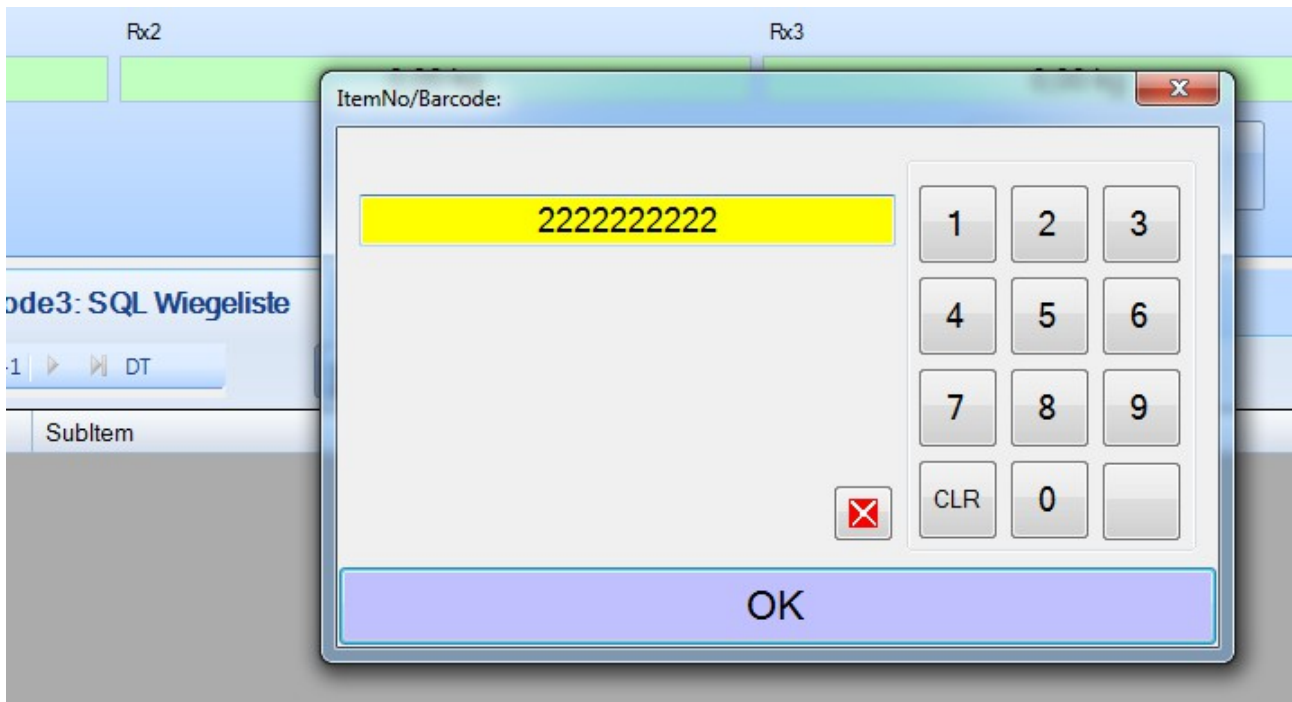 Rx2 Rx3
ItemNo/Barcode:
2222222222
1 2 3
ode3: SQL Wiegeliste
4 5 6
-1 DT
7 8 9
SubItem
CLR 0
OK